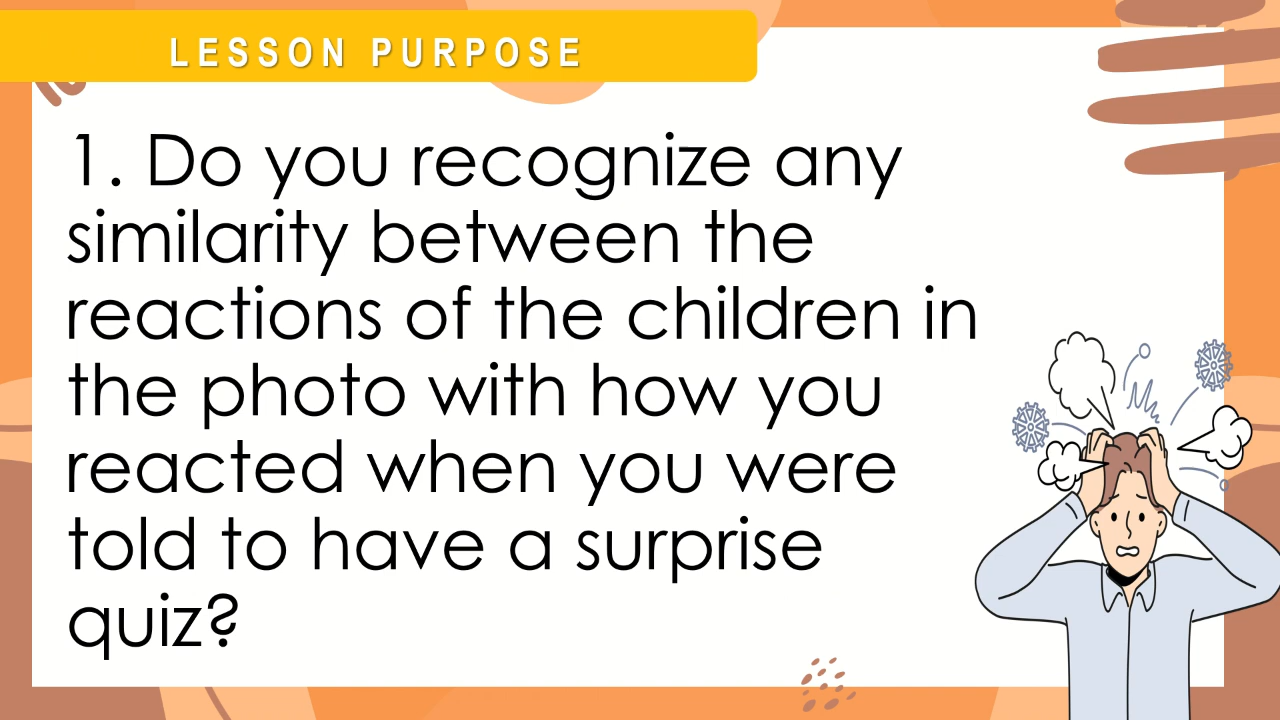 LESSON PURPOSE
1. Do you recognize any
similarity between the
reactions of the children in
the photo with how you
reacted when you were
told to have a surprise
quiz?